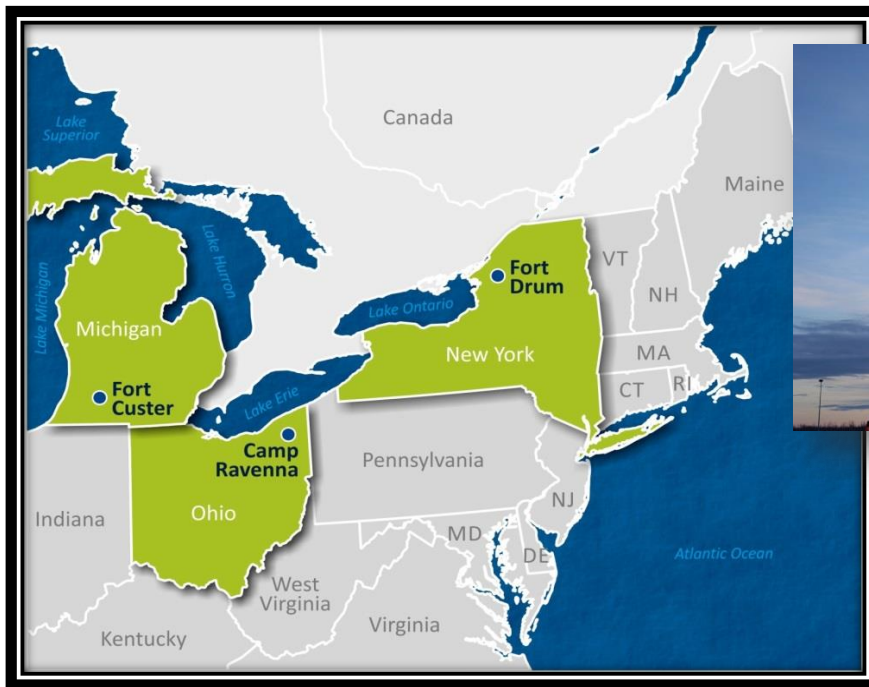 Lake
Superior
Canada
Maine
Lake Michigan
Lake Hurron
Michigan
Fort
Custer
Lake Ontario
Fort
Drum
New York
VT
NH
MA
CT
RI
Lake Erie
Camp
Ravenna
Pennsylvania
Indiana
Ohio
NJ
MD
DE
Atlantic Ocean
West
Virginia
Virginia
Kentucky